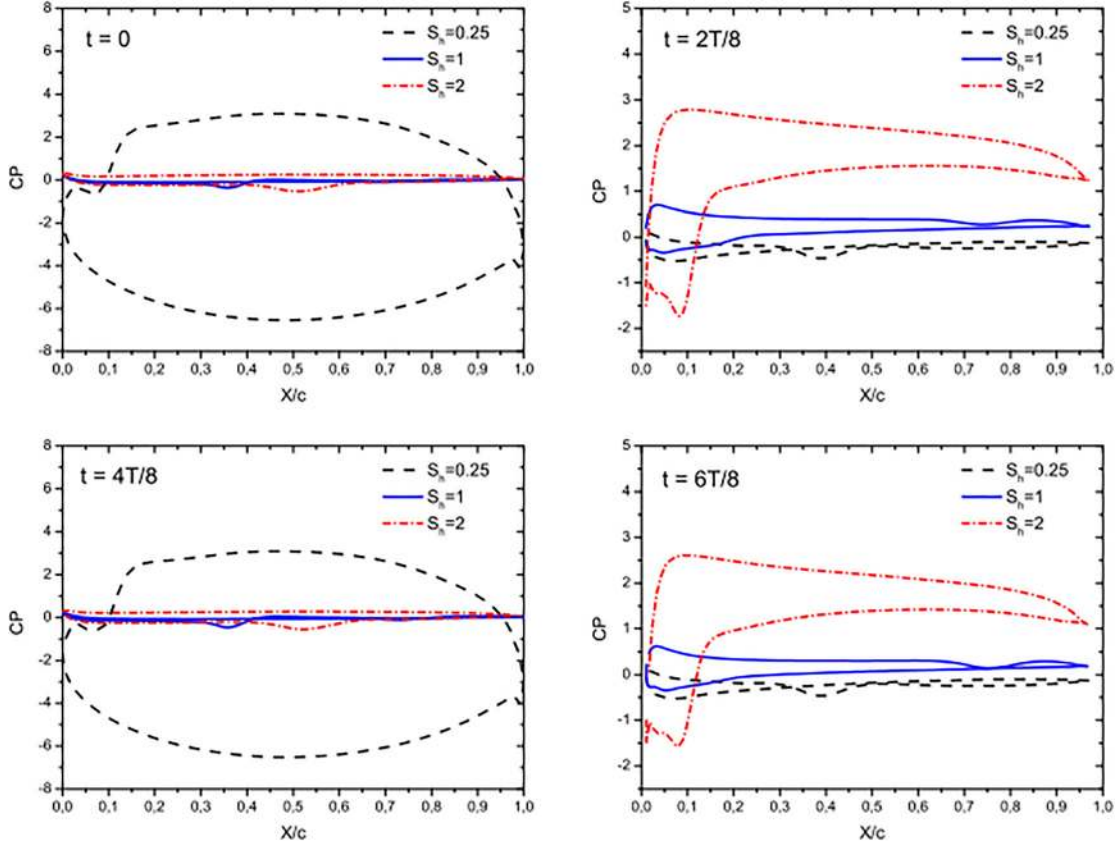 t = 0
S_h=0.25
S_h=1
S_h=2
CP
8
6
4
2
0
-2
-4
-6
-8
0,0 0,1 0,2 0,3 0,4 0,5 0,6 0,7 0,8 0,9 1,0
X/c
t = 2T/8
S_h=0.25
S_h=1
S_h=2
CP
5
4
3
2
1
0
-1
-2
0,0 0,1 0,2 0,3 0,4 0,5 0,6 0,7 0,8 0,9 1,0
X/c
t = 4T/8
S_h=0.25
S_h=1
S_h=2
CP
8
6
4
2
0
-2
-4
-6
-8
0,0 0,1 0,2 0,3 0,4 0,5 0,6 0,7 0,8 0,9 1,0
X/c
t = 6T/8
S_h=0.25
S_h=1
S_h=2
CP
5
4
3
2
1
0
-1
-2
0,0 0,1 0,2 0,3 0,4 0,5 0,6 0,7 0,8 0,9 1,0
X/c